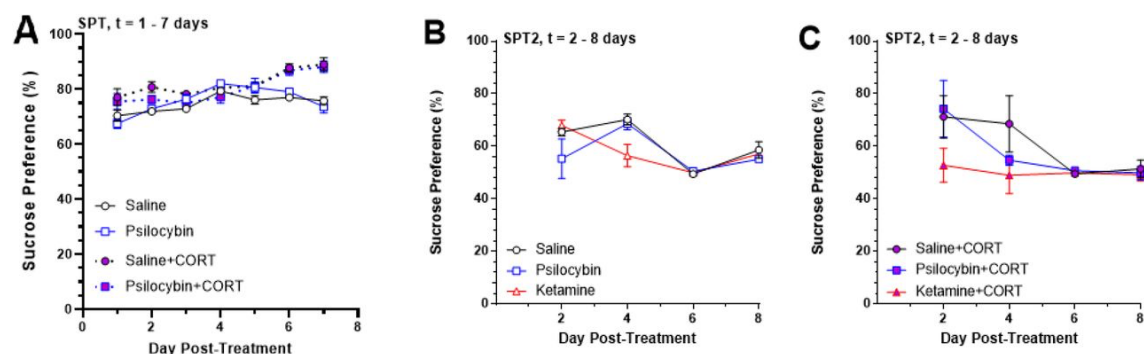 A
SPT, t = 1 - 7 days
100
80
60
40
20
0
Sucrose Preference (%)
Saline
Psilocybin
Saline+CORT
Psilocybin+CORT
0 2 4 6 8
Day Post-Treatment
B
SPT2, t = 2 - 8 days
100
80
60
40
20
0
Sucrose Preference (%)
Saline
Psilocybin
Ketamine
2 4 6 8
Day Post-Treatment
C
SPT2, t = 2 - 8 days
100
80
60
40
20
0
Sucrose Preference (%)
Saline+CORT
Psilocybin+CORT
Ketamine+CORT
2 4 6 8
Day Post-Treatment